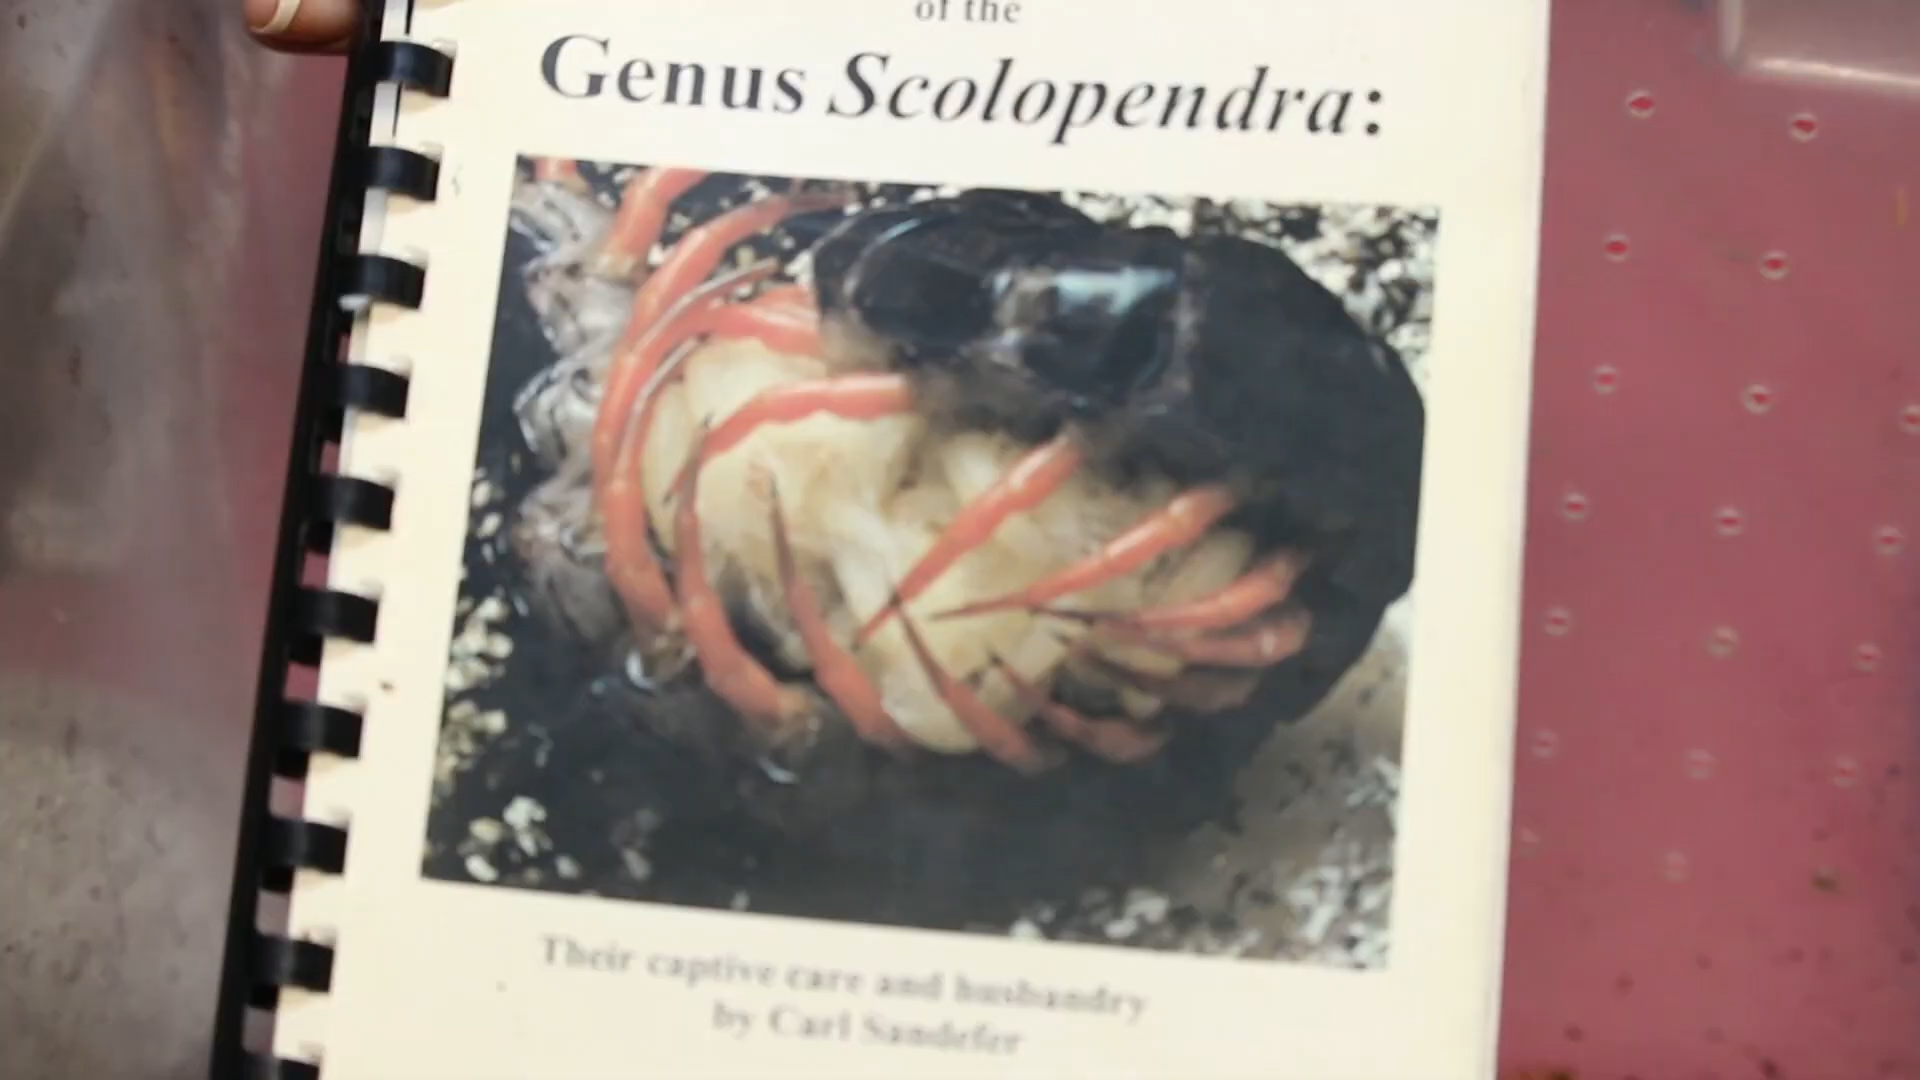 of the
Genus Scolopendra:
Their captive care and husbandry
by Carl Sandefer